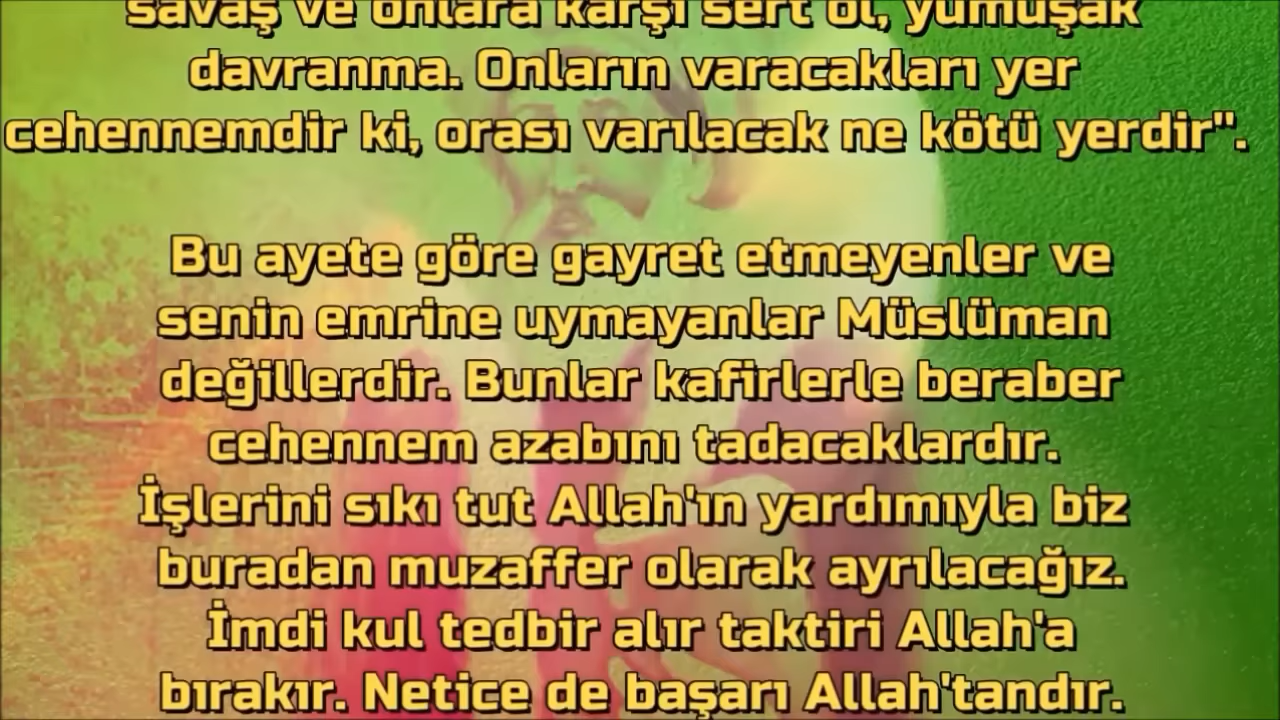 savaş ve onlara karşı sert ol, yumuşak
davranma. Onların varacakları yer
cehennemdir ki, orası varılacak ne kötü yerdir".
Bu ayete göre gayret etmeyenler ve
senin emrine uymayanlar Müslüman
değillerdir. Bunlar kafirlerle beraber
cehennem azabını tadacaklardır.
İşlerini sıkı tut Allah'ın yardımıyla biz
buradan muzaffer olarak ayrılacağız.
İmdi kul tedbir alır taktiri Allah'a
bırakır. Netice de başarı Allah'tandır.